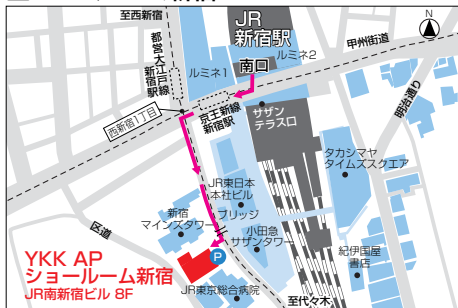 至西新宿
都営大江戸線
新宿駅
JR
新宿駅
ルミネ1
ルミネ2
南口
甲州街道
N
明治通り
京王新線
新宿駅
サザン
テラス口
西新宿1丁目
タカシマヤ
タイムズスクエア
JR東日本
本社ビル
新宿
マインズタワー
ブリッジ
小田急
サザンタワー
区道
P
紀伊国屋
書店
YKK AP
ショールーム新宿
JR南新宿ビル 8F
JR東京総合病院
至代々木